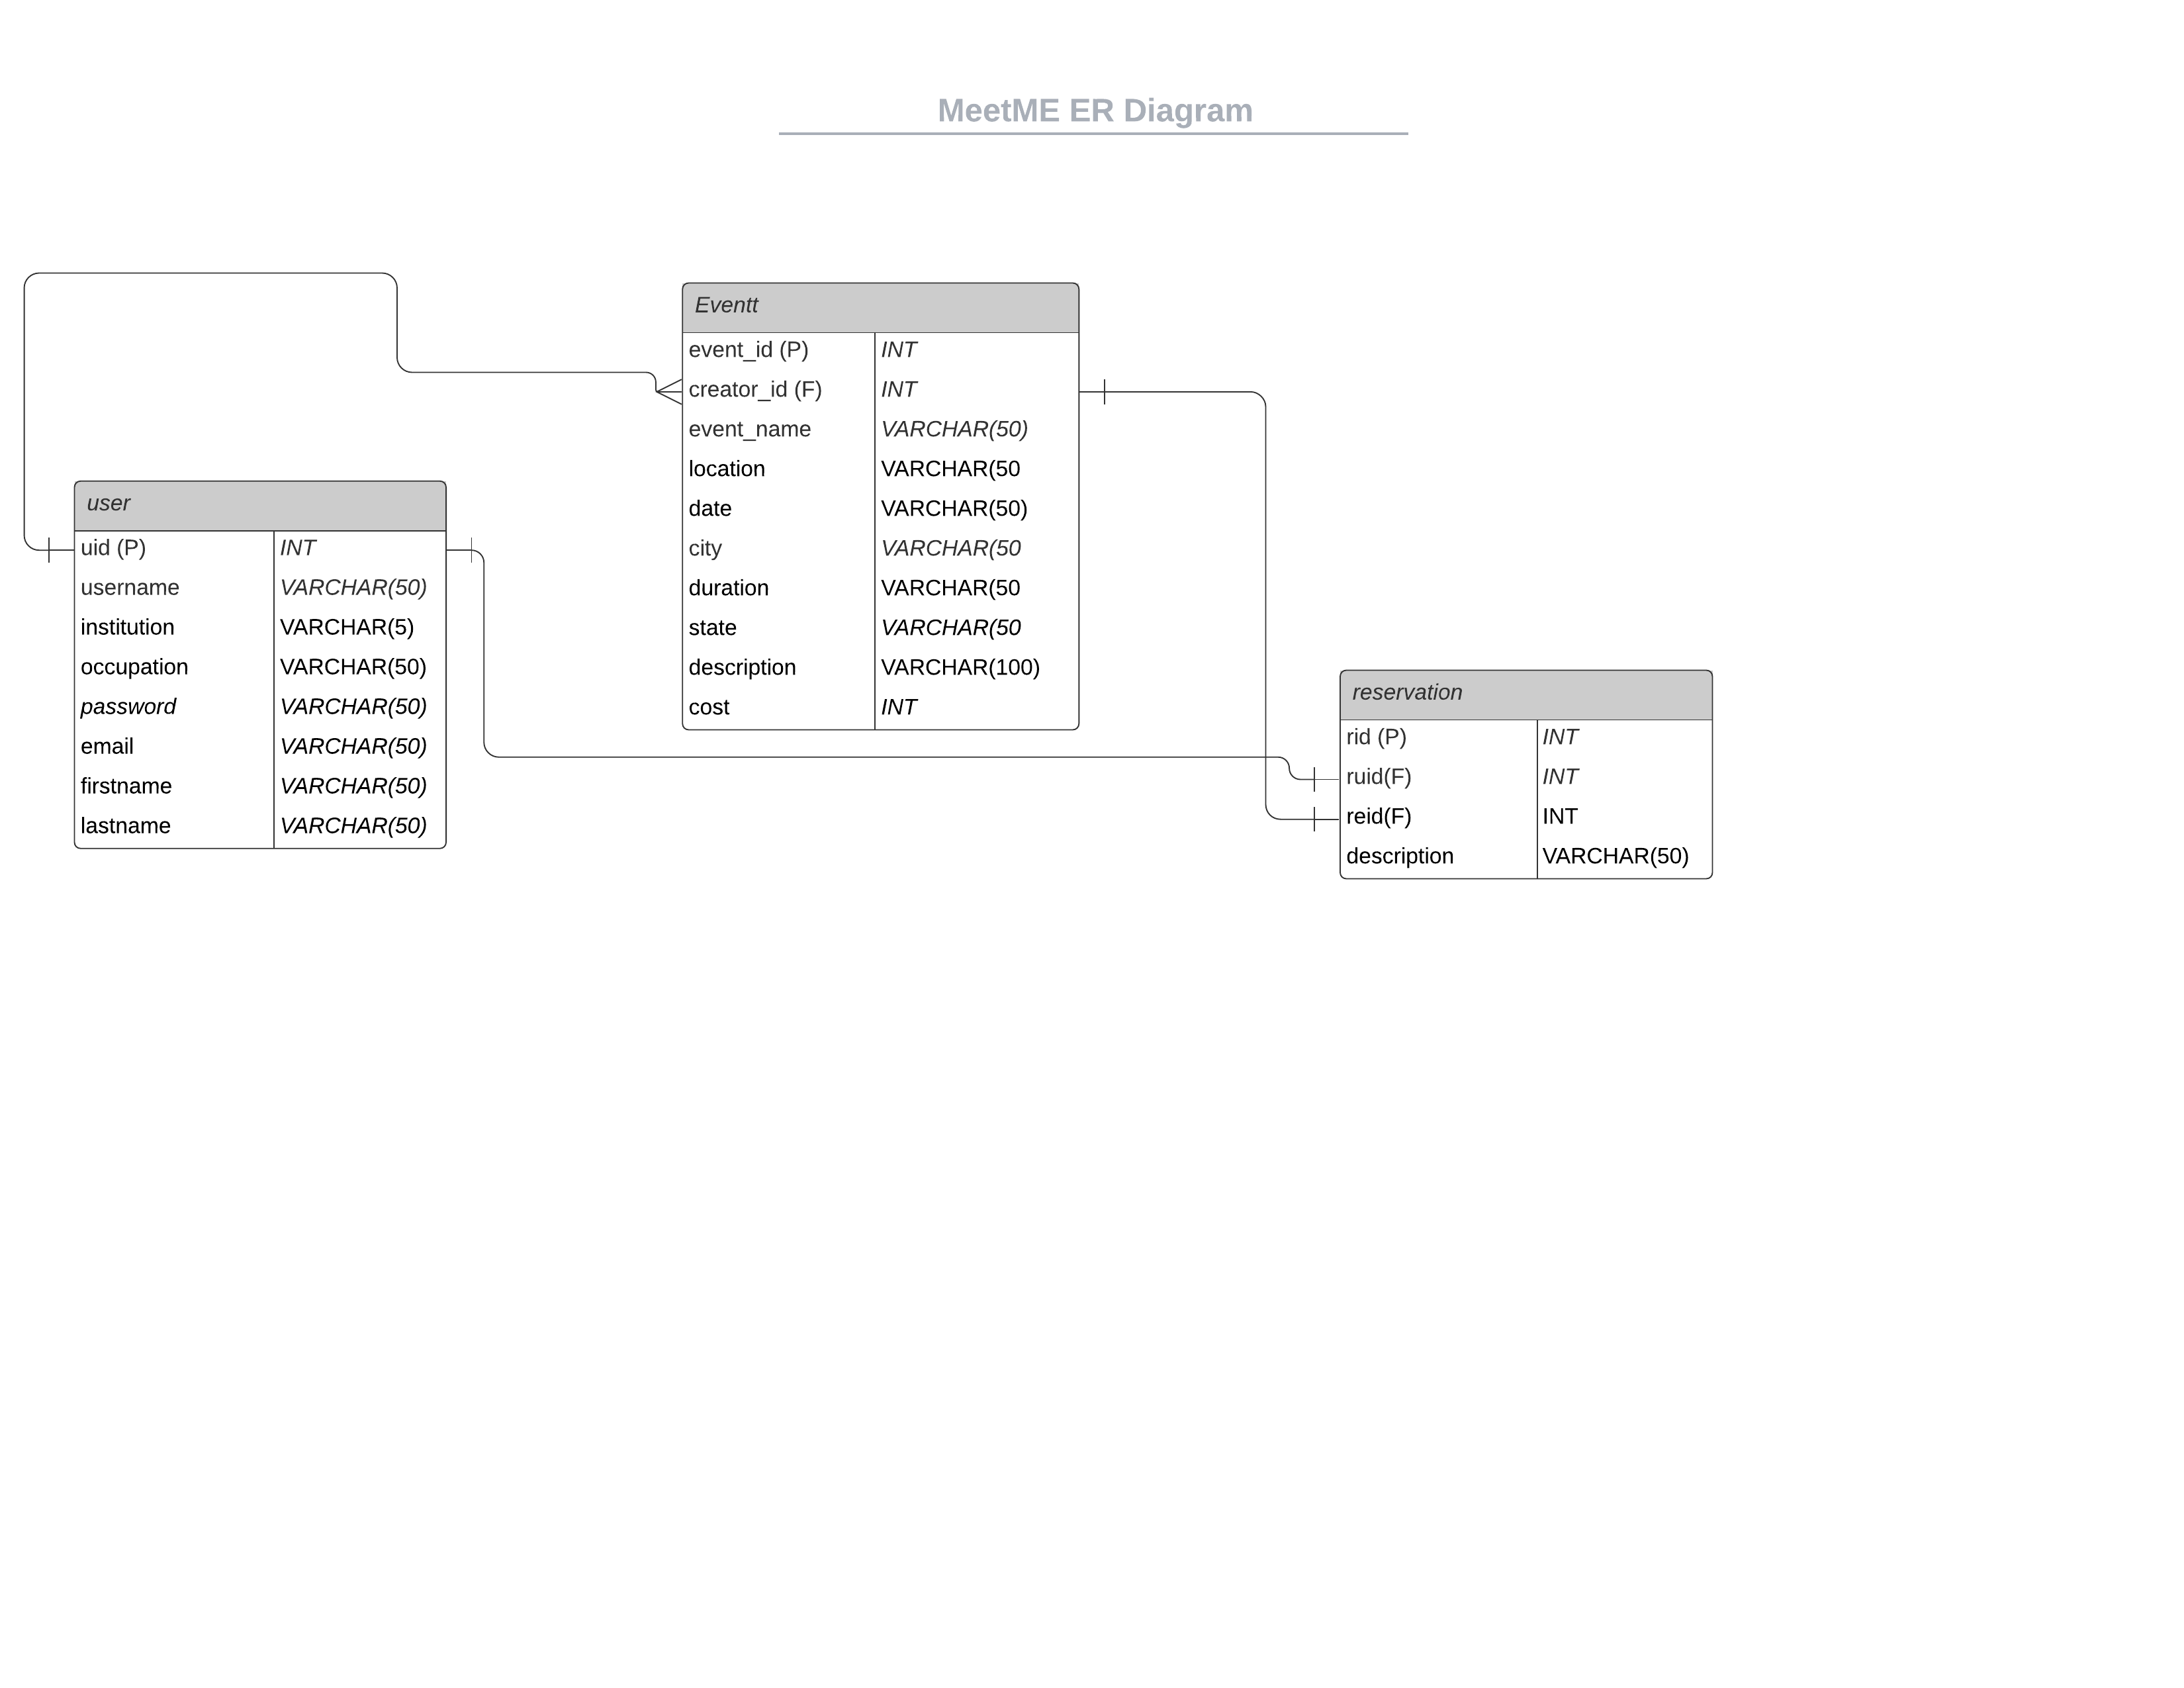 MeetME ER Diagram
Eventt
event_id (P) INT
creator_id (F) INT
event_name VARCHAR(50)
location VARCHAR(50
date VARCHAR(50)
city VARCHAR(50
duration VARCHAR(50
state VARCHAR(50
description VARCHAR(100)
cost INT
user
uid (P) INT
username VARCHAR(50)
institution VARCHAR(5)
occupation VARCHAR(50)
password VARCHAR(50)
email VARCHAR(50)
firstname VARCHAR(50)
lastname VARCHAR(50)
reservation
rid (P) INT
ruid(F) INT
reid(F) INT
description VARCHAR(50)